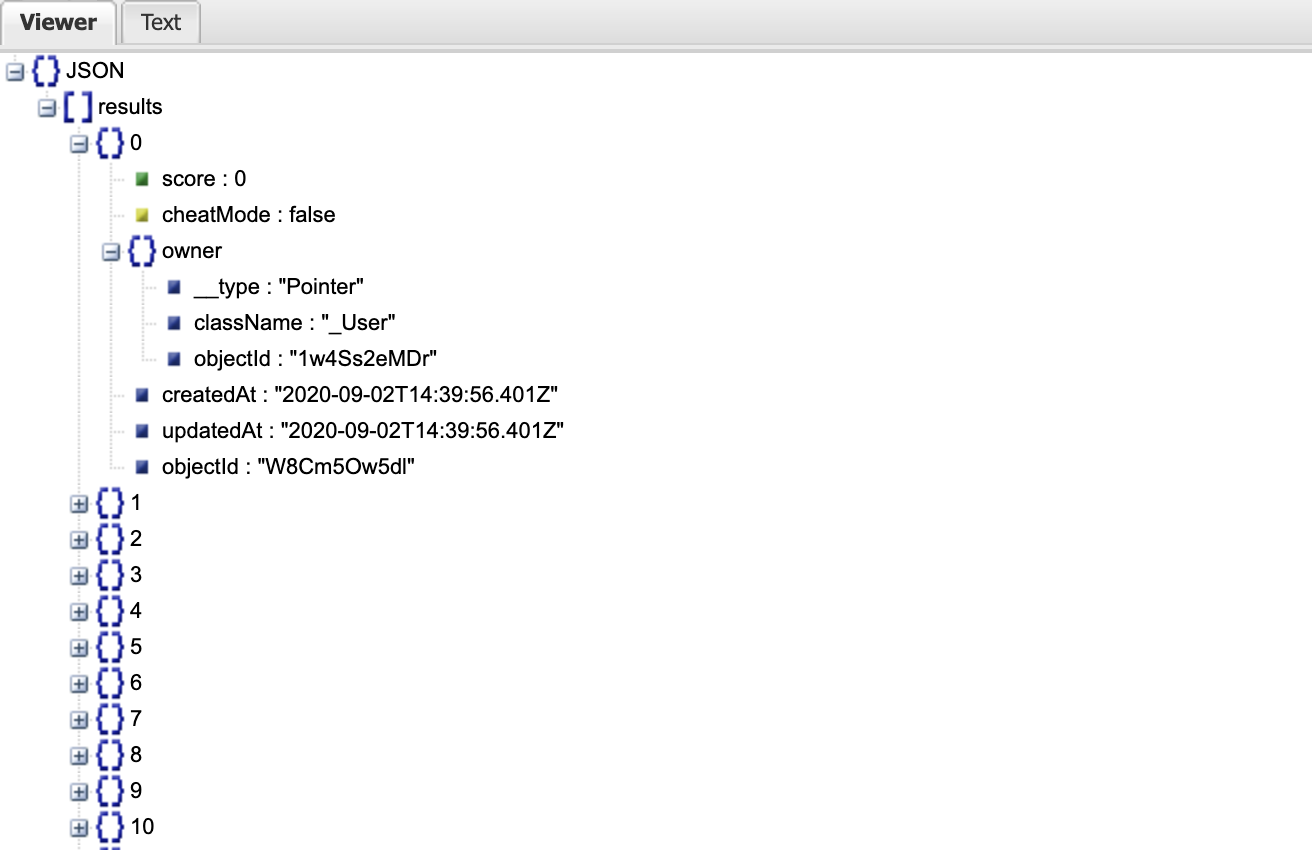 Viewer Text
JSON
results
0
score : 0
cheatMode : false
owner
__type : "Pointer"
className : "_User"
objectId : "1w4Ss2eMDr"
createdAt : "2020-09-02T14:39:56.401Z"
updatedAt : "2020-09-02T14:39:56.401Z"
objectId : "W8Cm5Ow5dl"
1
2
3
4
5
6
7
8
9
10